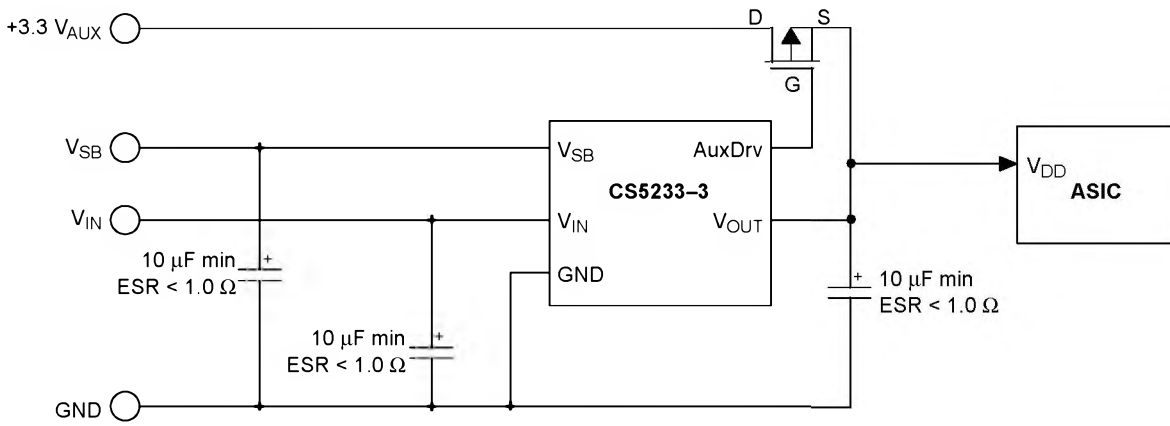 +3.3 VAUX
D
S
G
VSB
VSB
AuxDrv
CS5233–3
VDD
ASIC
VIN
VIN
VOUT
10 μF min
ESR < 1.0 Ω
+
GND
10 μF min
ESR < 1.0 Ω
+
10 μF min
ESR < 1.0 Ω
+
GND